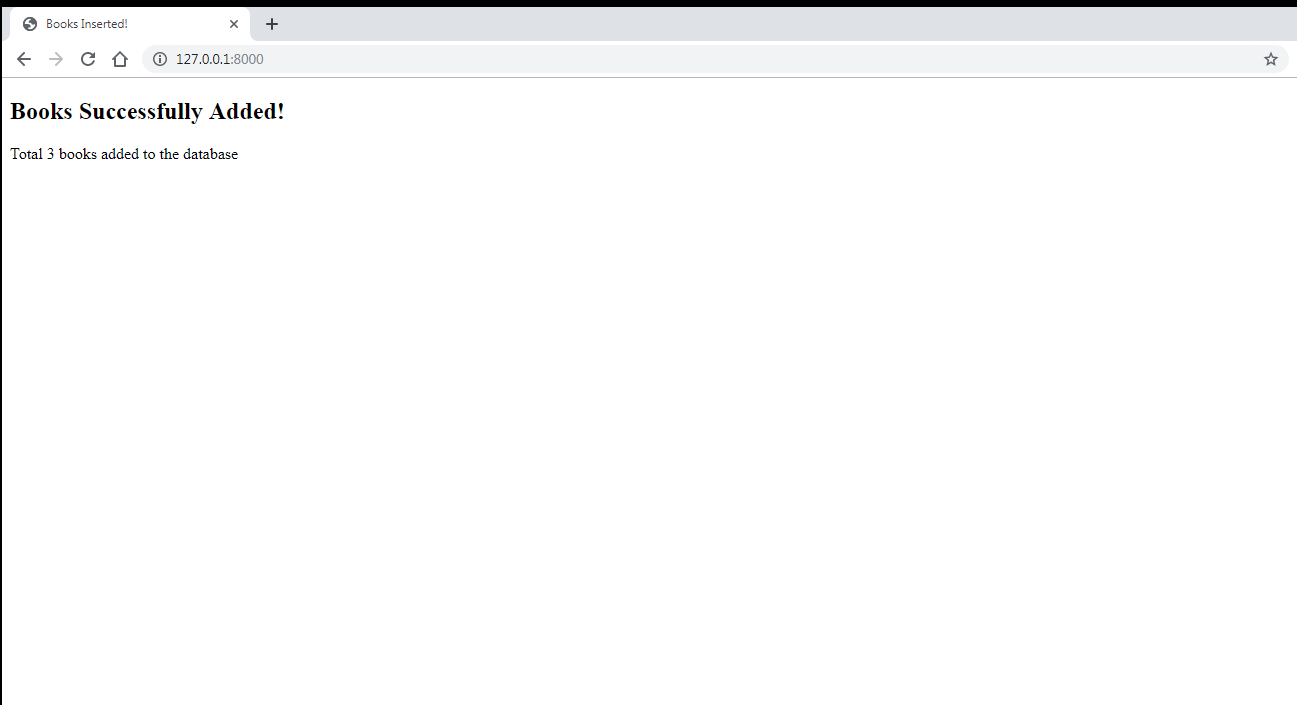 Books Inserted!
127.0.0.1:8000
Books Successfully Added!
Total 3 books added to the database